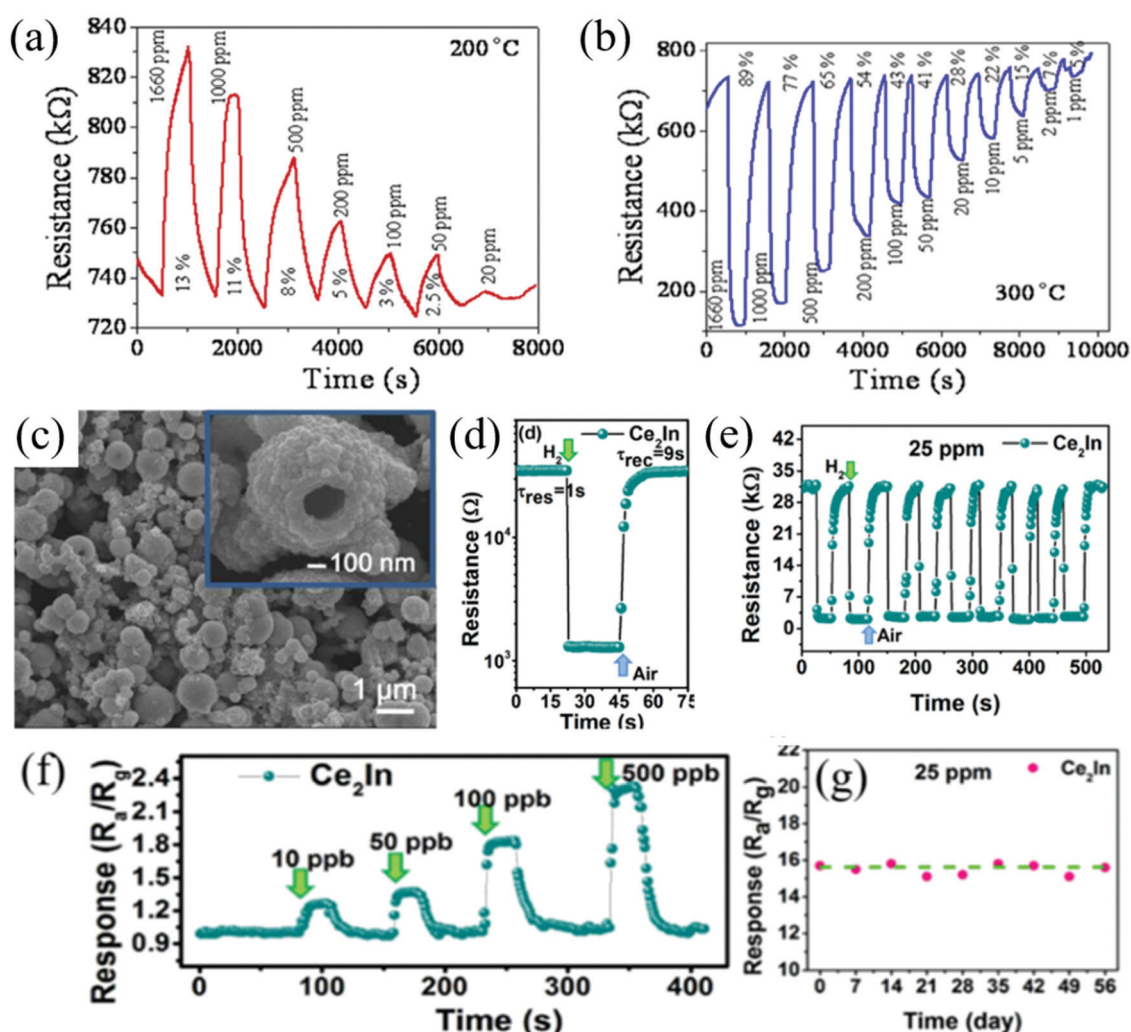 (a)
200 °C
1660 ppm
1000 ppm
500 ppm
200 ppm
100 ppm
50 ppm
20 ppm
13 %
11 %
8 %
5 %
3 %
2.5 %
840
820
800
780
760
740
720
Resistance (kΩ)
0 2000 4000 6000 8000
Time (s)
(b)
89 %
77 %
65 %
54 %
43 %
41 %
28 %
22 %
15 %
7 %
5 %
1660 ppm
1000 ppm
500 ppm
200 ppm
100 ppm
50 ppm
20 ppm
10 ppm
5 ppm
2 ppm
1 ppm
300 °C
800
600
400
200
Resistance (kΩ)
0 2000 4000 6000 8000 10000
Time (s)
(c)
100 nm
1 μm
(d)
(d)
Ce₂In
H₂
τrec=9s
τres=1s
Air
10⁴
10³
Resistance (Ω)
0 15 30 45 60 75
Time (s)
(e)
25 ppm
Ce₂In
H₂
Air
42
35
28
21
14
7
0
Resistance (kΩ)
0 100 200 300 400 500
Time (s)
(f)
Ce₂In
10 ppb
50 ppb
100 ppb
500 ppb
2.4
2.1
1.8
1.5
1.2
0.9
Response (Ra/Rg)
0 100 200 300 400
Time (s)
(g)
25 ppm
Ce₂In
22
20
18
16
14
12
10
Response (Ra/Rg)
0 7 14 21 28 35 42 49 56
Time (day)